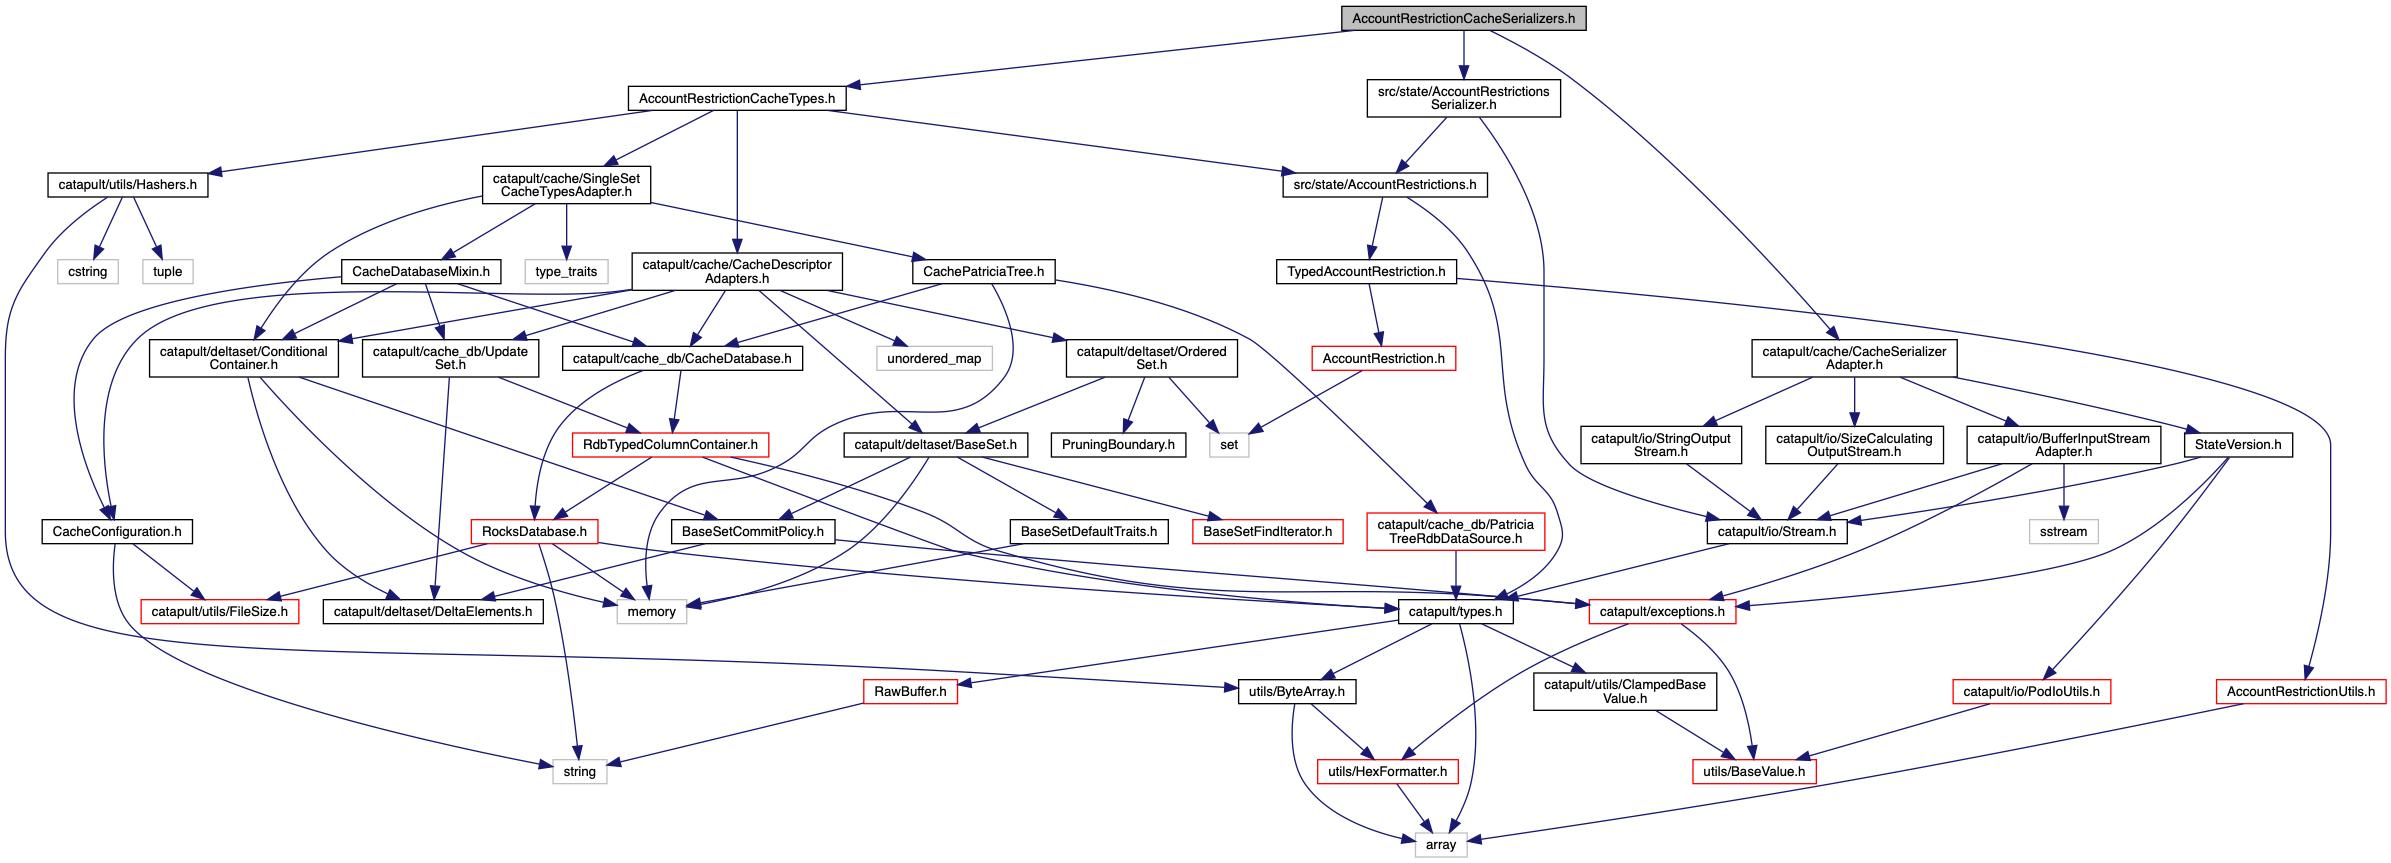 AccountRestrictionCacheSerializers.h
AccountRestrictionCacheTypes.h
src/state/AccountRestrictions
Serializer.h
catapult/utils/Hashers.h
catapult/cache/SingleSet
CacheTypesAdapter.h
src/state/AccountRestrictions.h
cstring
tuple
CacheDatabaseMixin.h
type_traits
catapult/cache/CacheDescriptor
Adapters.h
CachePatriciaTree.h
TypedAccountRestriction.h
catapult/deltaset/Conditional
Container.h
catapult/cache_db/Update
Set.h
catapult/cache_db/CacheDatabase.h
unordered_map
catapult/deltaset/Ordered
Set.h
AccountRestriction.h
catapult/cache/CacheSerializer
Adapter.h
RdbTypedColumnContainer.h
catapult/deltaset/BaseSet.h
PruningBoundary.h
set
catapult/io/StringOutput
Stream.h
catapult/io/SizeCalculating
OutputStream.h
catapult/io/BufferInputStream
Adapter.h
StateVersion.h
CacheConfiguration.h
RocksDatabase.h
BaseSetCommitPolicy.h
BaseSetDefaultTraits.h
BaseSetFindIterator.h
catapult/cache_db/Patricia
TreeRdbDataSource.h
catapult/io/Stream.h
sstream
catapult/utils/FileSize.h
catapult/deltaset/DeltaElements.h
memory
catapult/types.h
catapult/exceptions.h
RawBuffer.h
utils/ByteArray.h
catapult/utils/ClampedBase
Value.h
catapult/io/PodIoUtils.h
AccountRestrictionUtils.h
string
utils/HexFormatter.h
utils/BaseValue.h
array